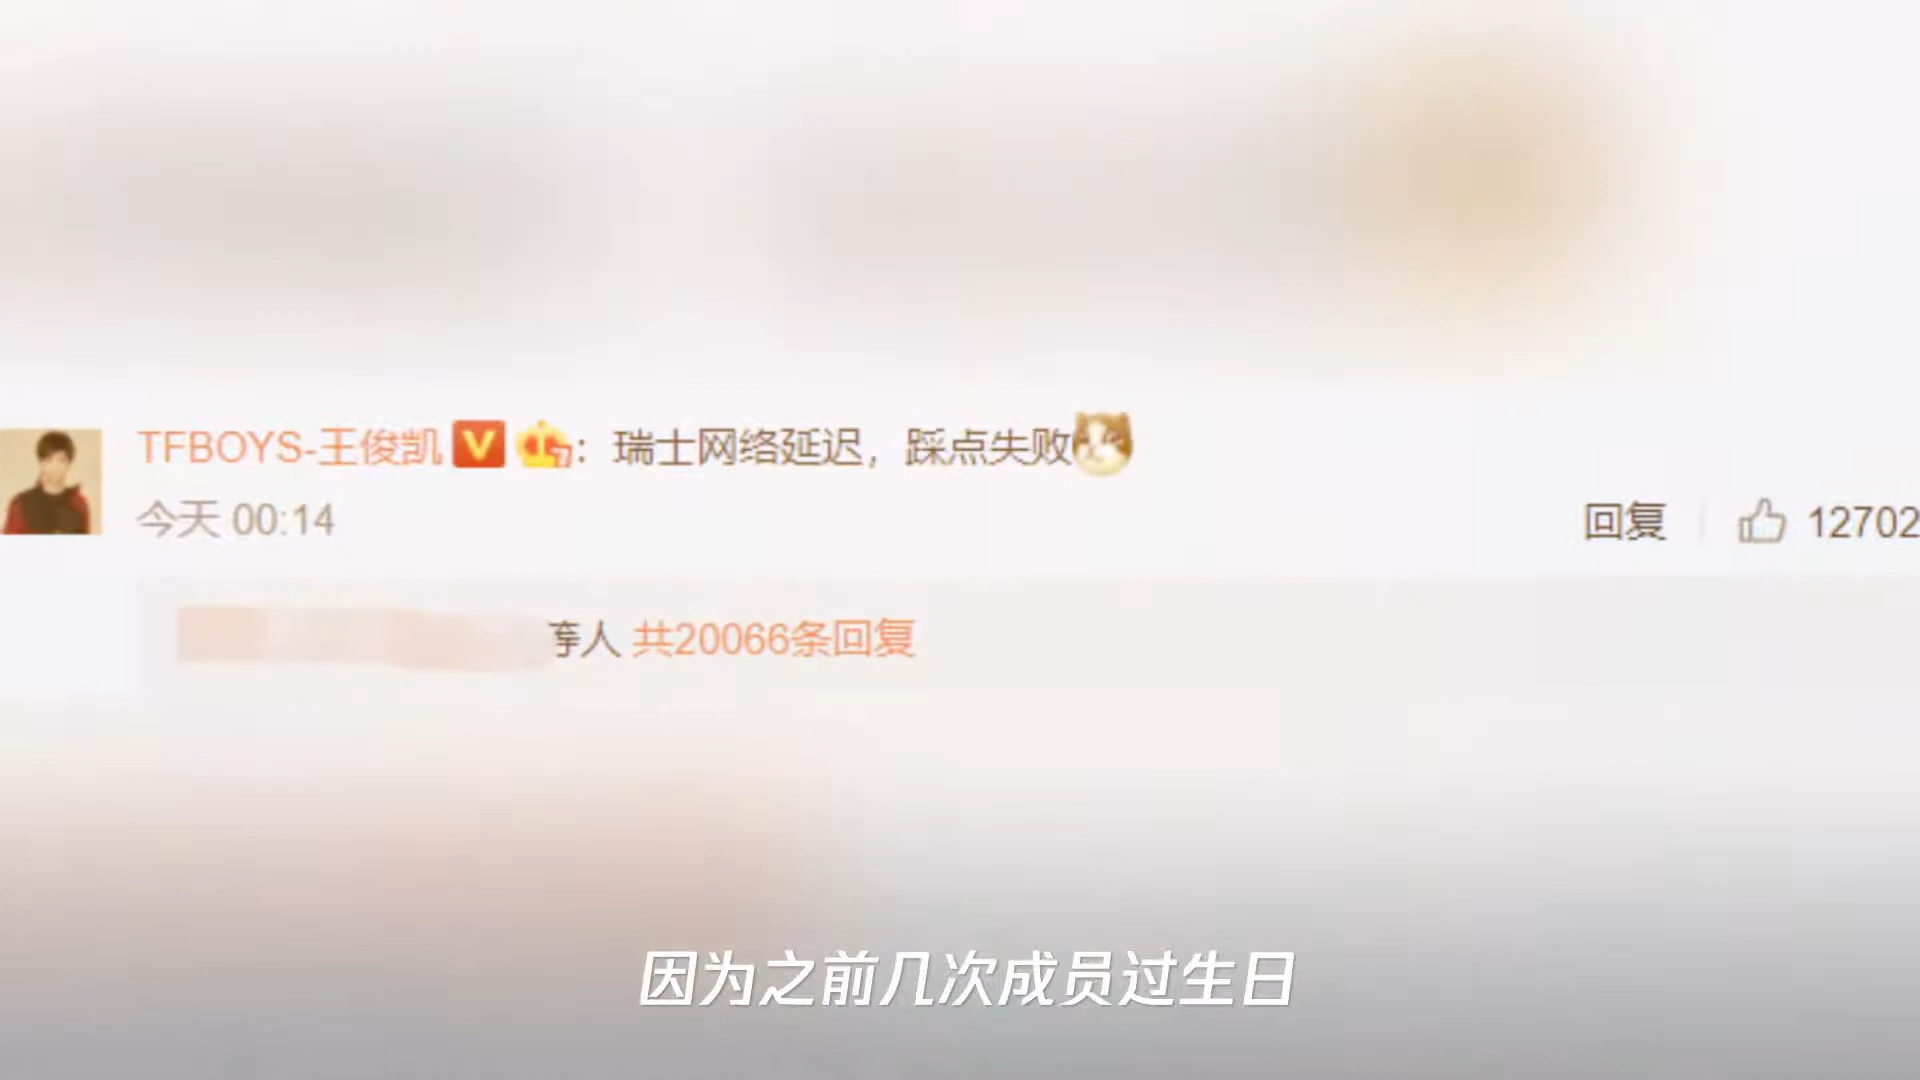 TFBOYS-王俊凯 V 7：瑞士网络延迟，踩点失败
今天 00:14
回复 12702
等人 共20066条回复
因为之前几次成员过生日